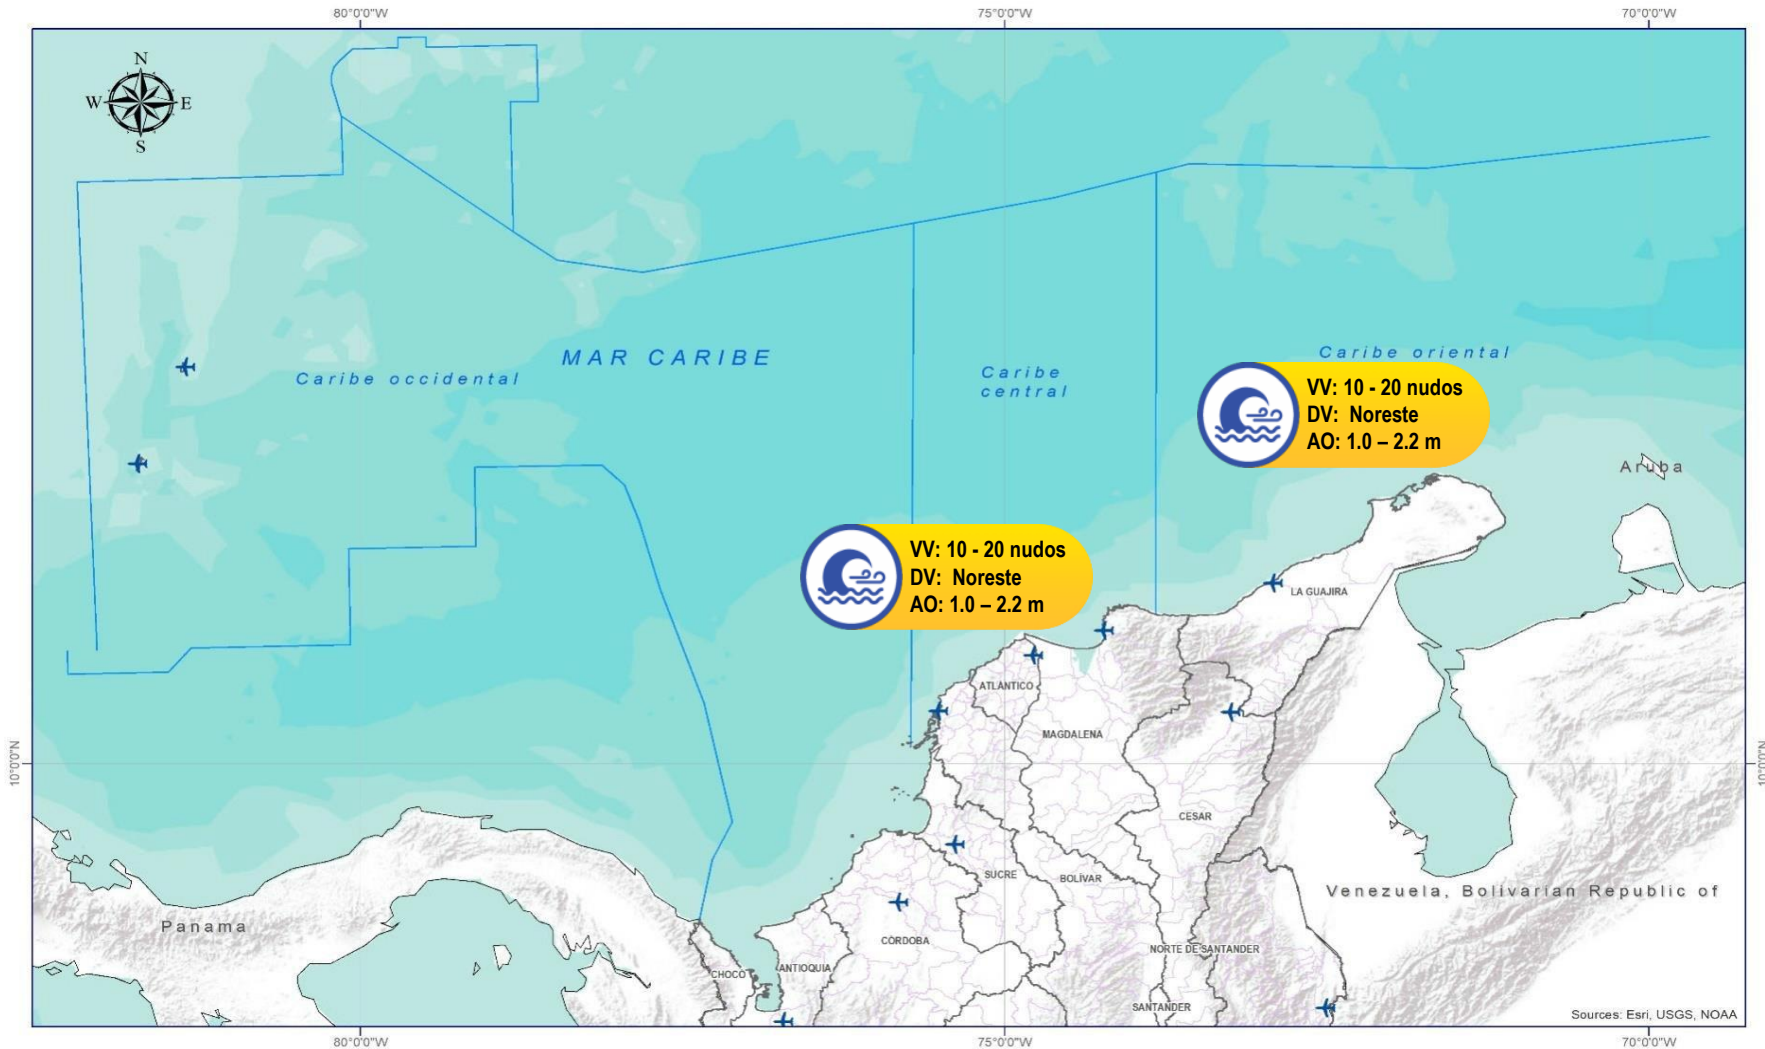 80°0'0"W
75°0'0"W
70°0'0"W
N
W
E
S
MAR CARIBE
Caribe occidental
Caribe
central
Caribe oriental
VV: 10 - 20 nudos
DV: Noreste
AO: 1.0 – 2.2 m
Aruba
VV: 10 - 20 nudos
DV: Noreste
AO: 1.0 – 2.2 m
LA GUAJIRA
ATLANTICO
MAGDALENA
10°0'0"N
10°0'0"N
CESAR
SUCRE
BOLÍVAR
Venezuela, Bolivarian Republic of
Panama
CÓRDOBA
NORTE DE SANTANDER
CHOCO
ANTIOQUIA
SANTANDER
Sources: Esri, USGS, NOAA
80°0'0"W
75°0'0"W
70°0'0"W